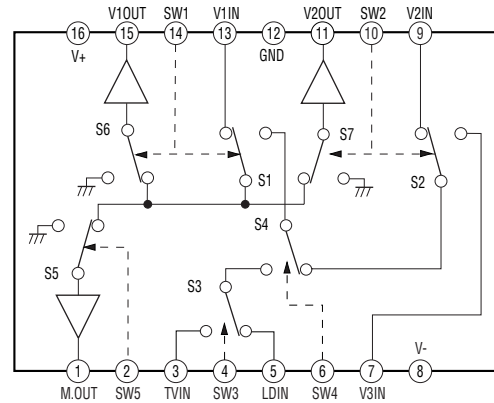 V1OUT SW1 V1IN V2OUT SW2 V2IN
16 15 14 13 12 11 10 9
V+ GND
S6 S7
S1 S2
S4
S5 S3
1 2 3 4 5 6 7 8
V-
M.OUT SW5 TVIN SW3 LDIN SW4 V3IN